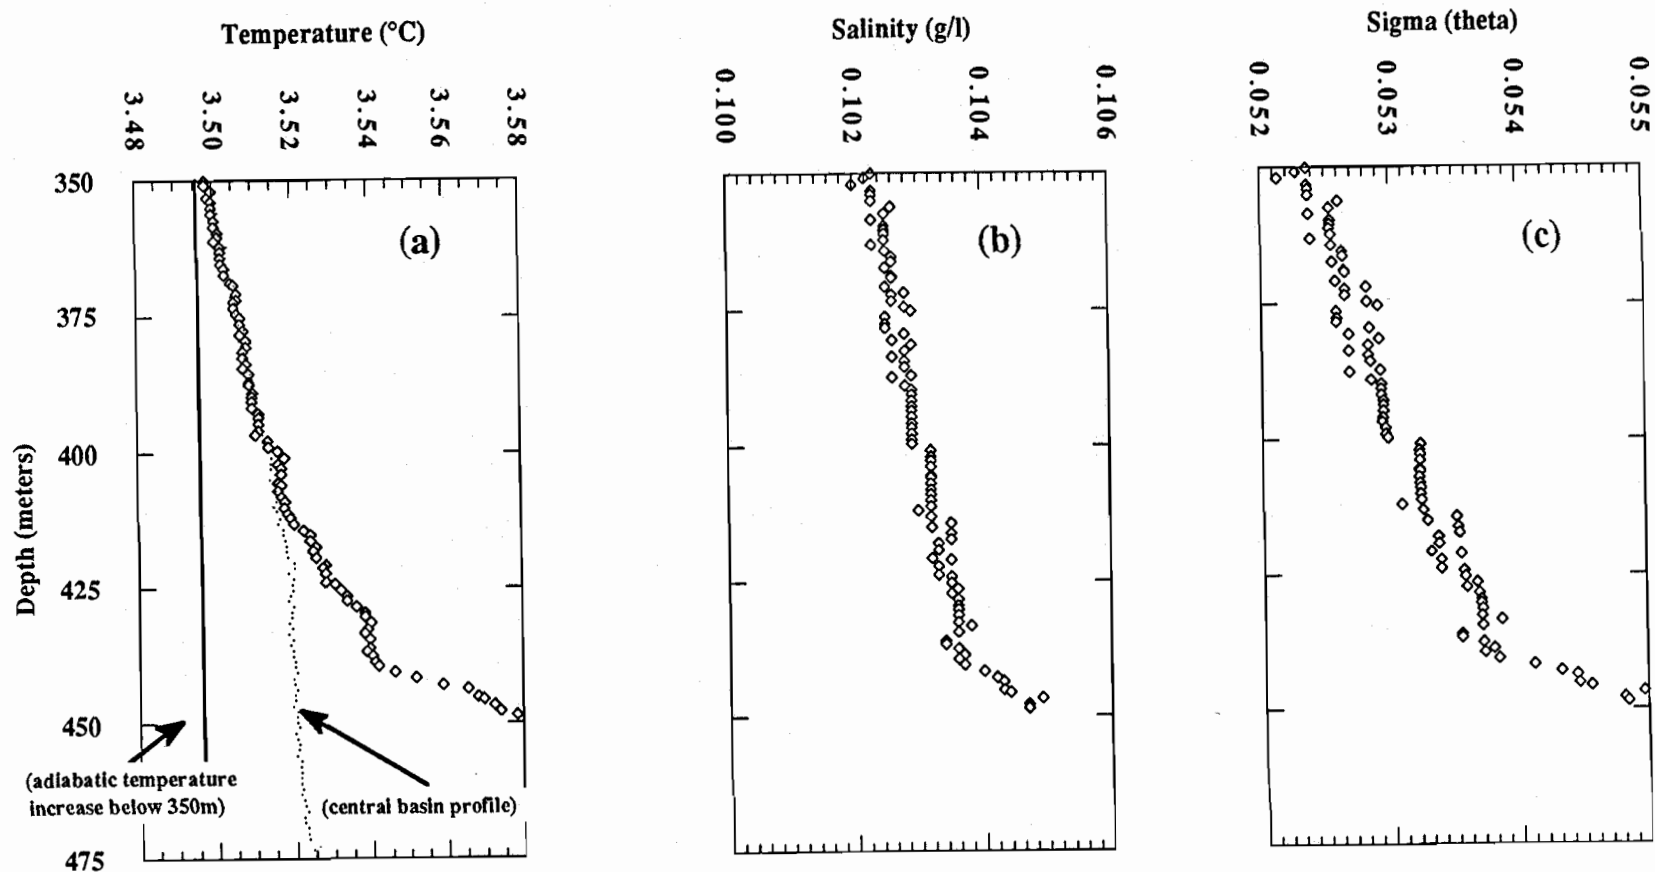 Temperature (°C)
3.48
3.50
3.52
3.54
3.56
3.58
350
375
400
425
450
475
Depth (meters)
(a)
(adiabatic temperature
increase below 350m)
(central basin profile)
Salinity (g/l)
0.100
0.102
0.104
0.106
(b)
Sigma (theta)
0.052
0.053
0.054
0.055
(c)